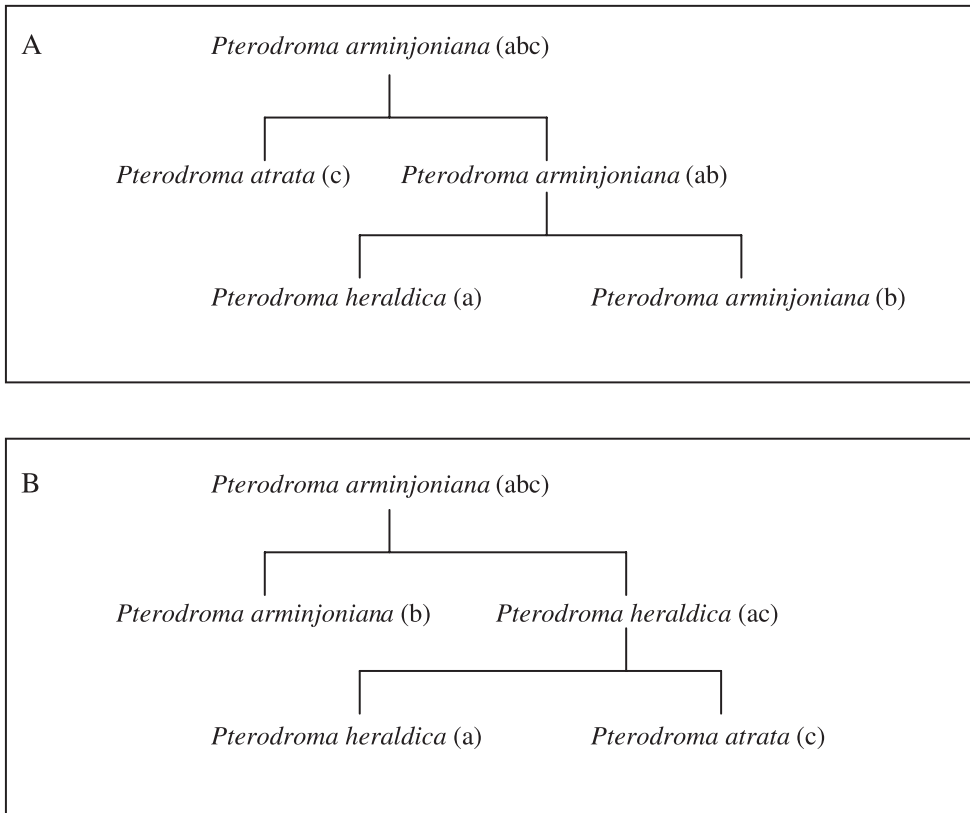 A
Pterodroma arminjoniana (abc)
Pterodroma atrata (c) Pterodroma arminjoniana (ab)
Pterodroma heraldica (a) Pterodroma arminjoniana (b)
B
Pterodroma arminjoniana (abc)
Pterodroma arminjoniana (b) Pterodroma heraldica (ac)
Pterodroma heraldica (a) Pterodroma atrata (c)